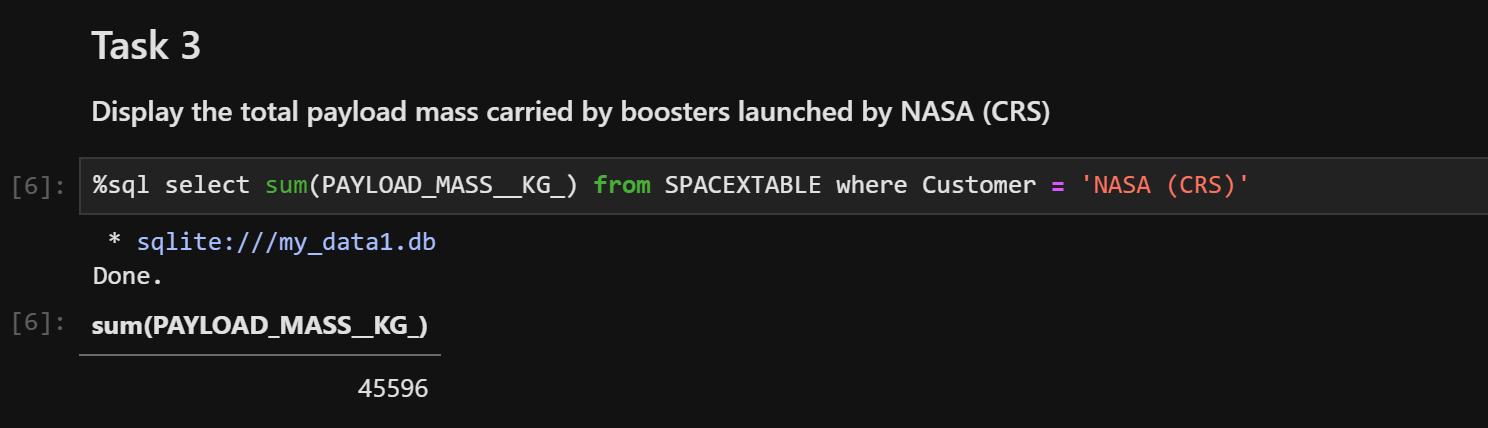 Task 3
Display the total payload mass carried by boosters launched by NASA (CRS)
[6]: %sql select sum(PAYLOAD_MASS__KG_) from SPACEXTABLE where Customer = 'NASA (CRS)'
* sqlite:///my_data1.db
Done.
[6]: sum(PAYLOAD_MASS__KG_)
45596